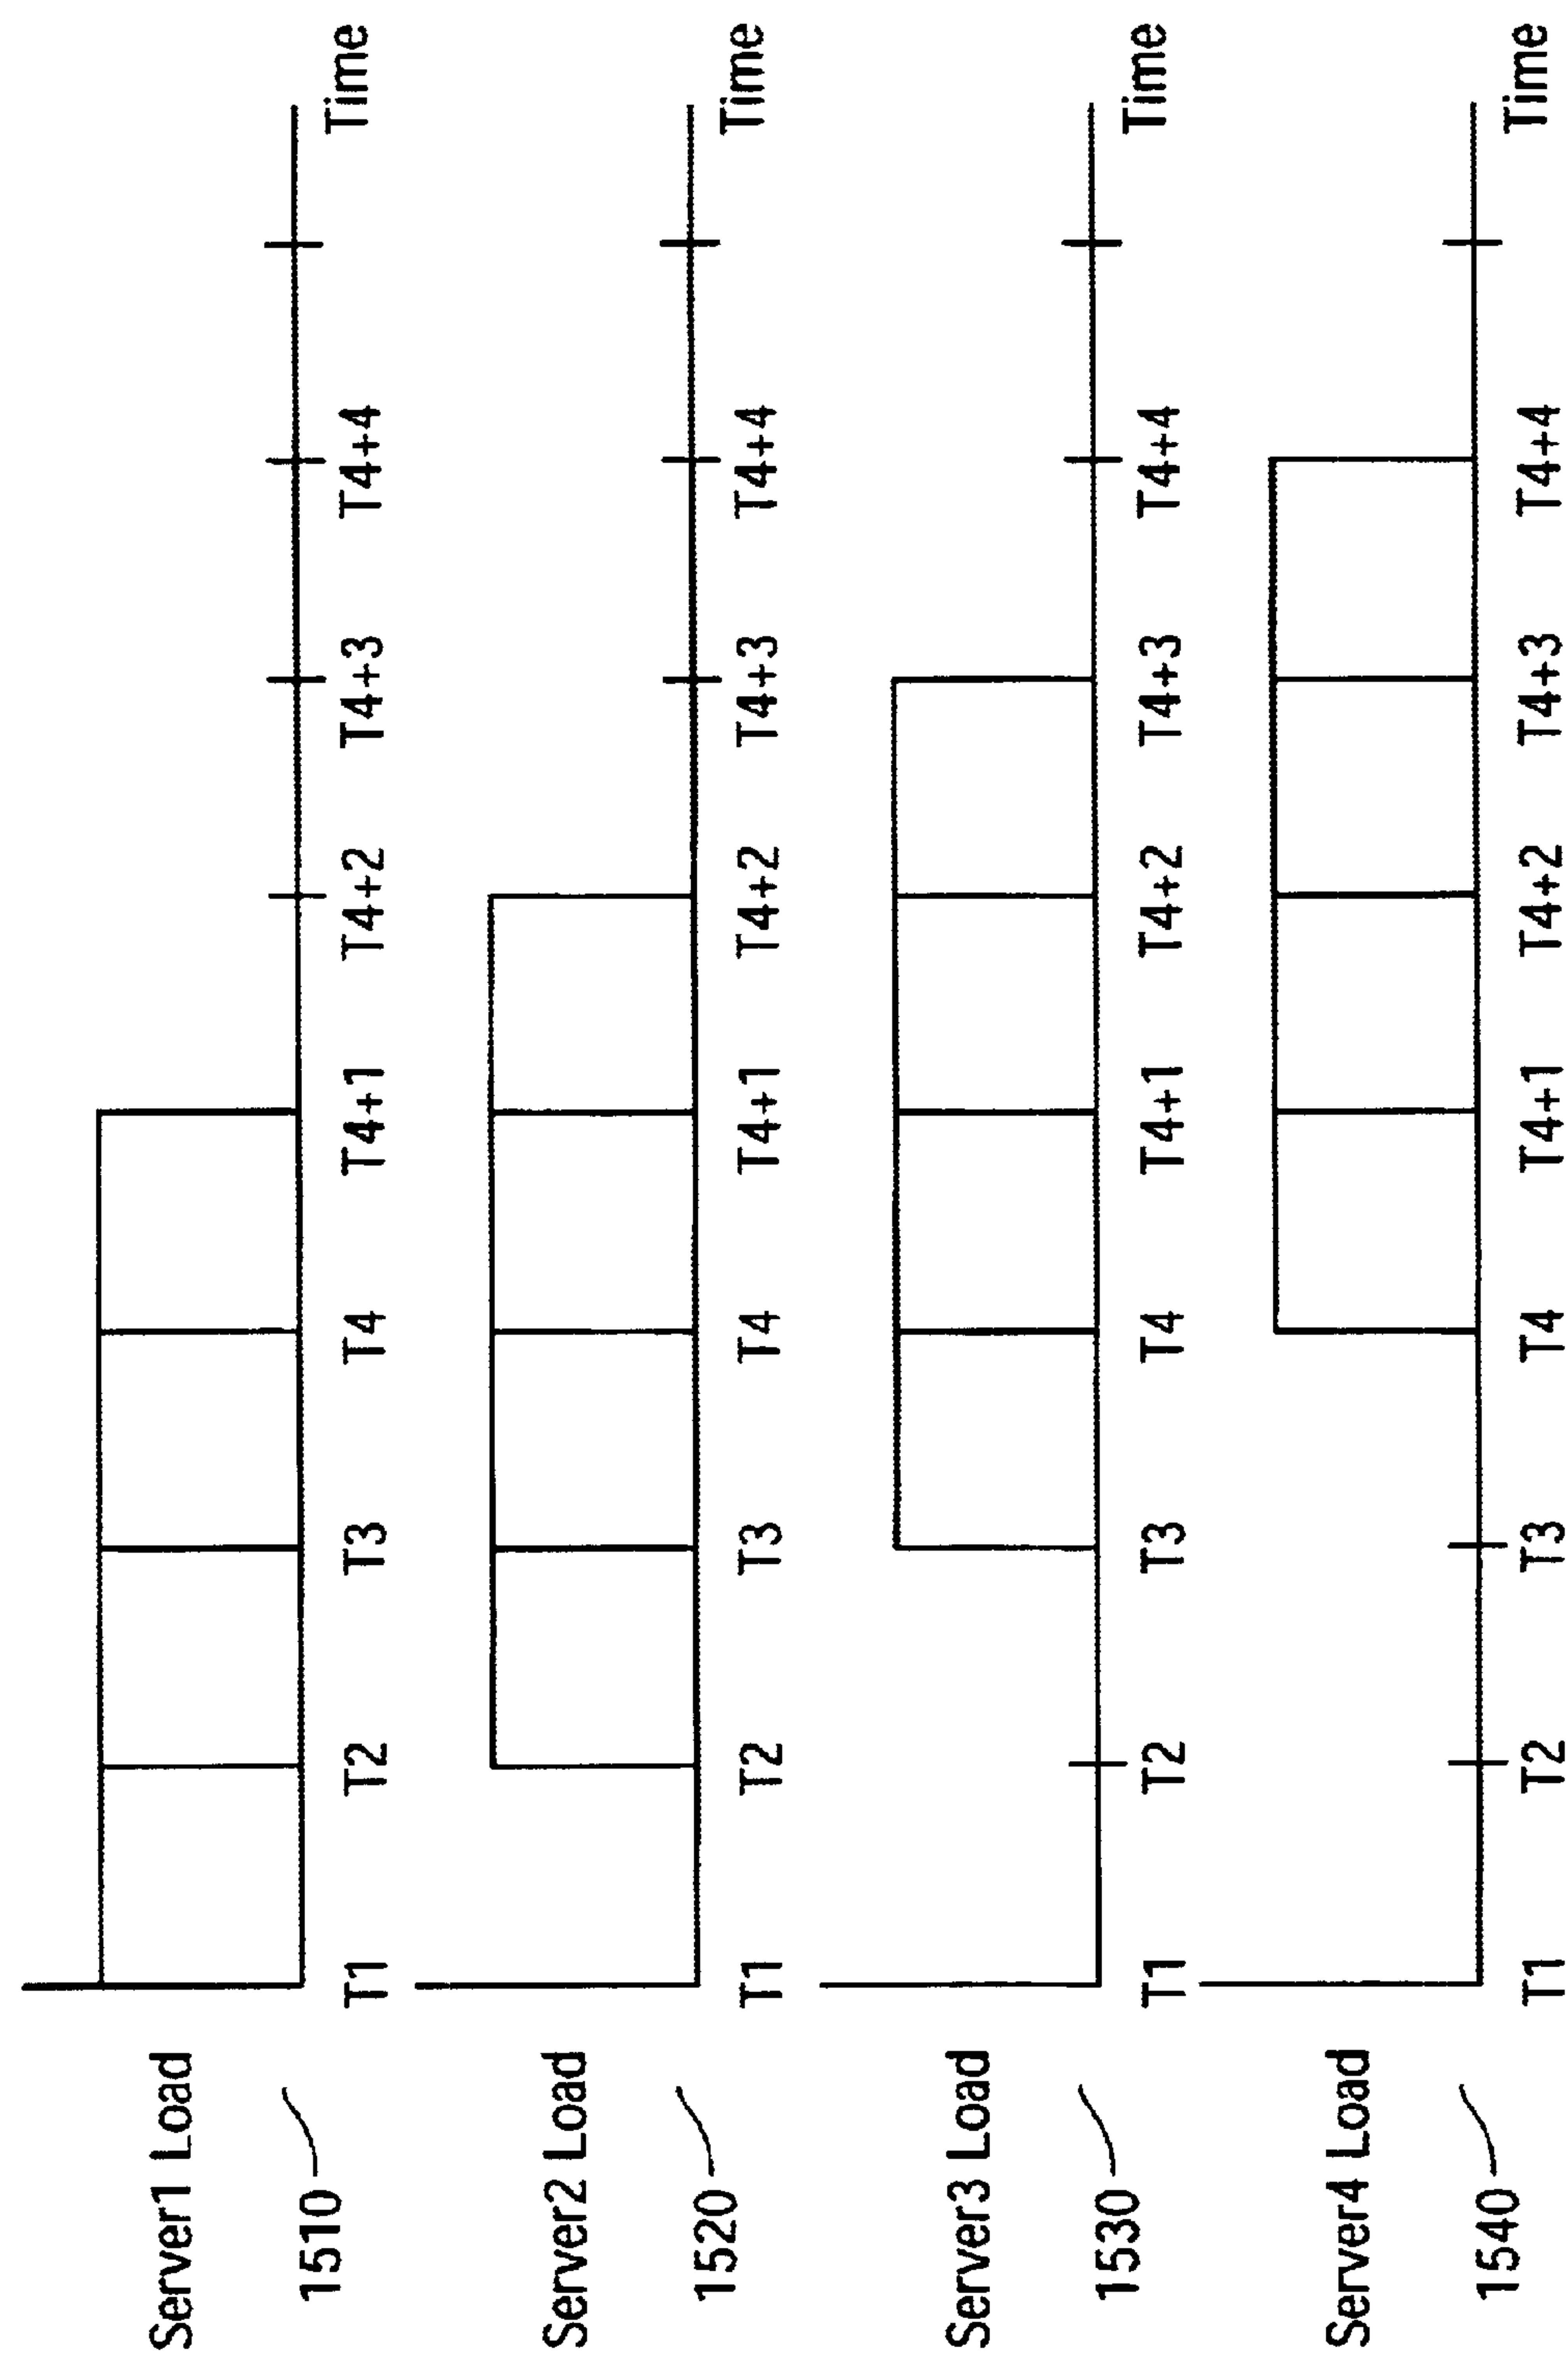 Server1 Load
1510
T1 T2 T3 T4 T4+1 T4+2 T4+3 T4+4 Time
Server2 Load
1520
T1 T2 T3 T4 T4+1 T4+2 T4+3 T4+4 Time
Server3 Load
1530
T1 T2 T3 T4 T4+1 T4+2 T4+3 T4+4 Time
Server4 Load
1540
T1 T2 T3 T4 T4+1 T4+2 T4+3 T4+4 Time